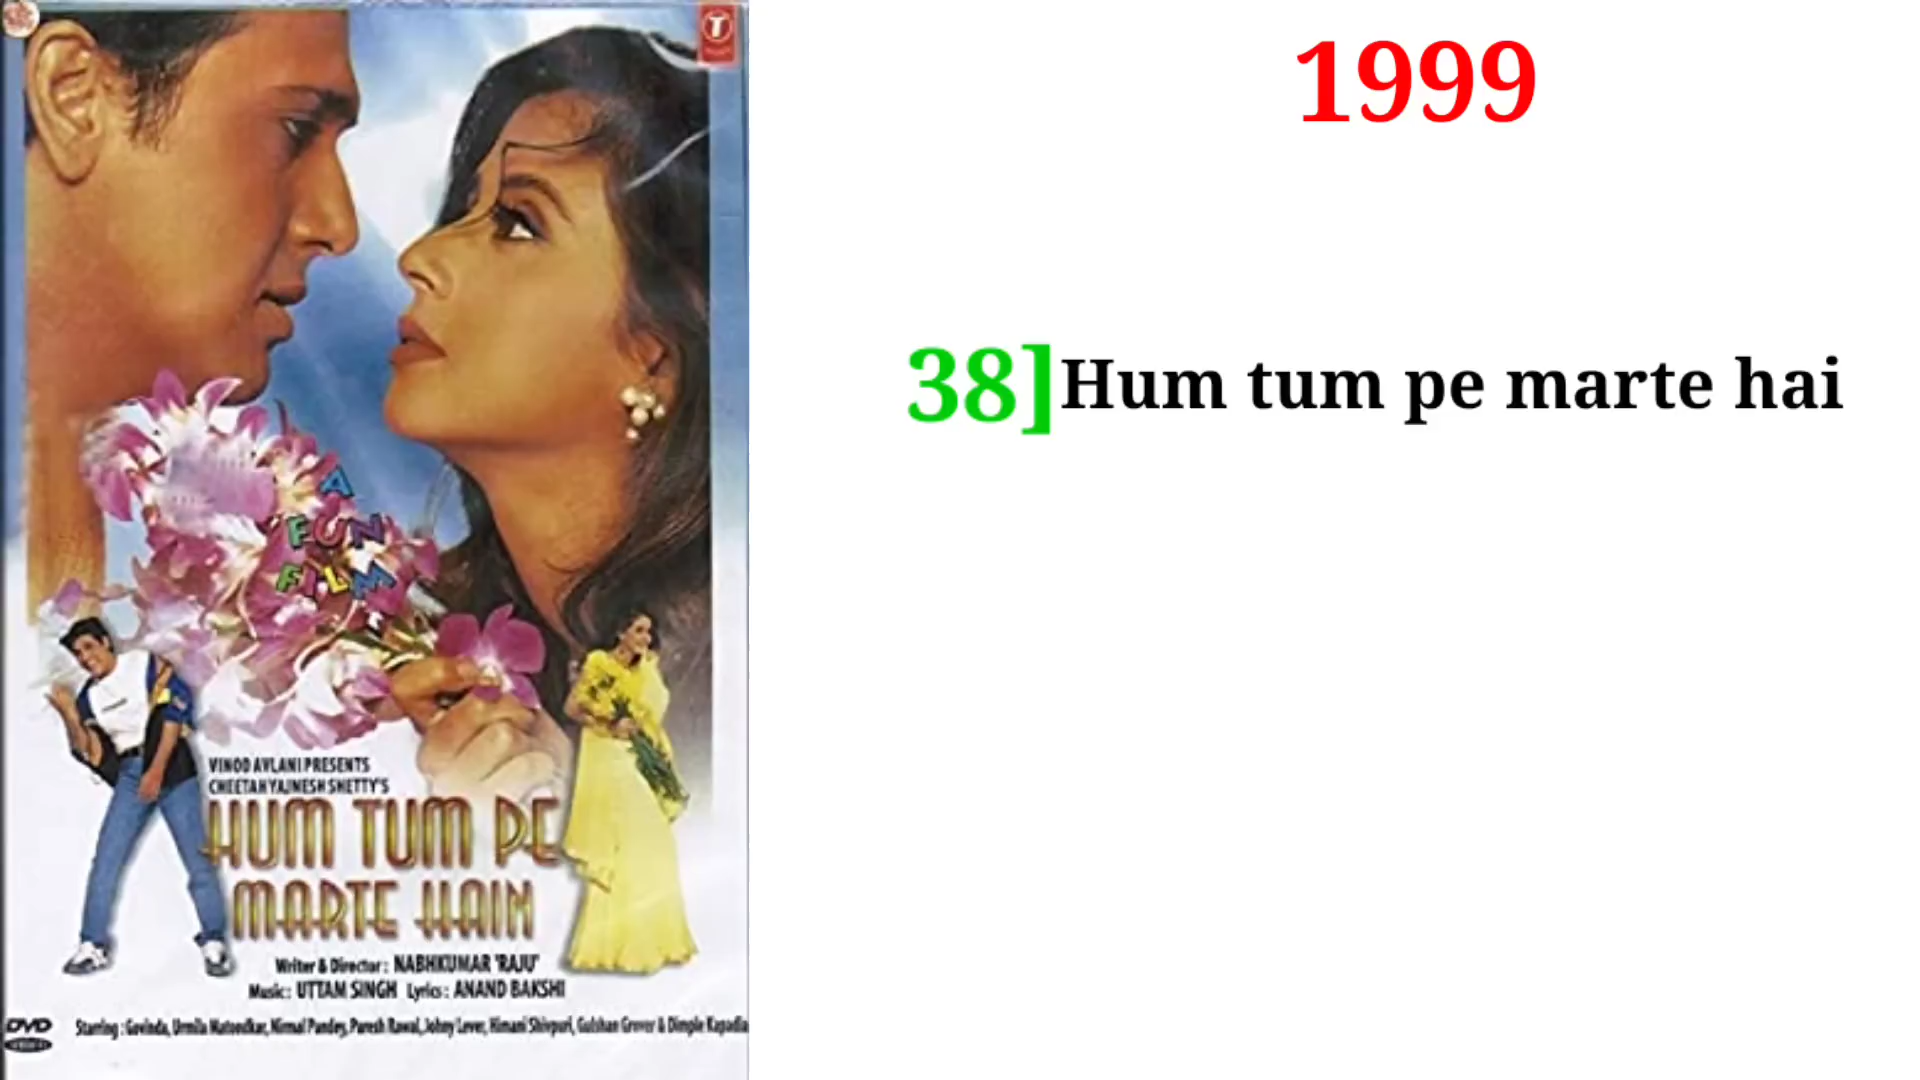 T
1999
38]Hum tum pe marte hai
A
FUN
FILM
VINOD AVLANI PRESENTS
CHEETAH YAJNESH SHETTY'S
HUM TUM PE
MARTE HAIN
Writer & Director : NABHKUMAR 'RAJU'
Music : UTTAM SINGH Lyrics : ANAND BAKSHI
DVD
Starring : Govinda, Urmila Matondkar, Nirmal Pandey, Paresh Rawal, Johny Lever, Himani Shivpuri, Gulshan Grover & Dimple Kapadia